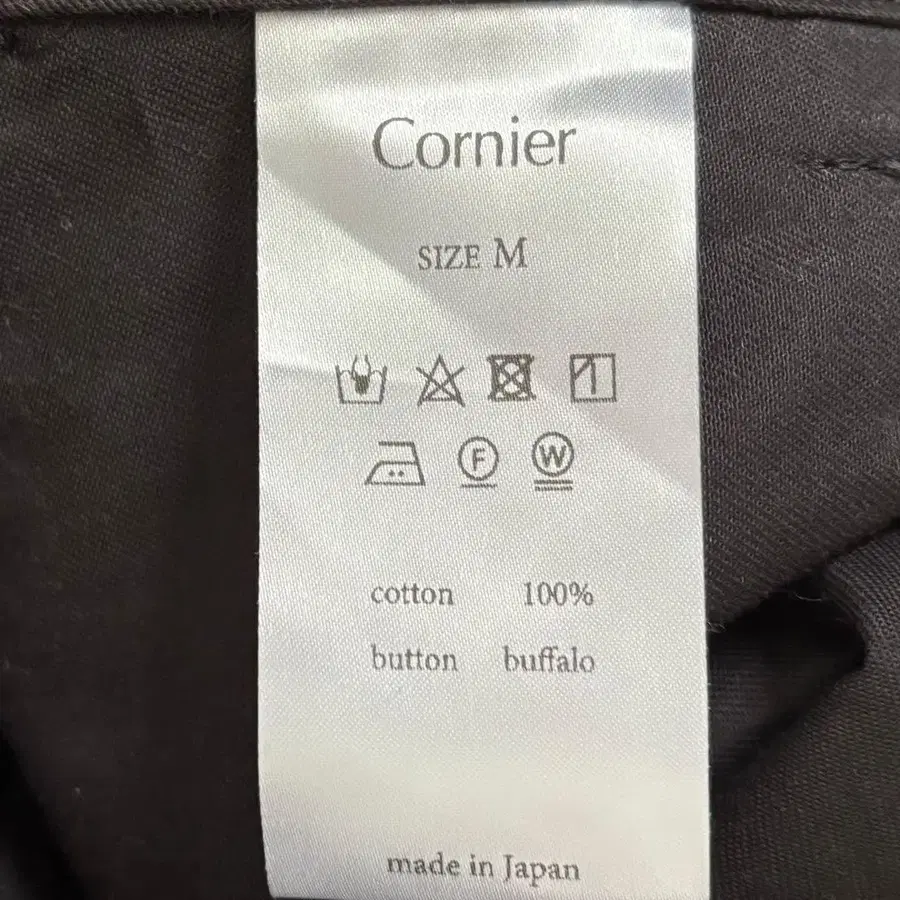 Cornier
SIZE M
F W
cotton 100%
button buffalo
made in Japan